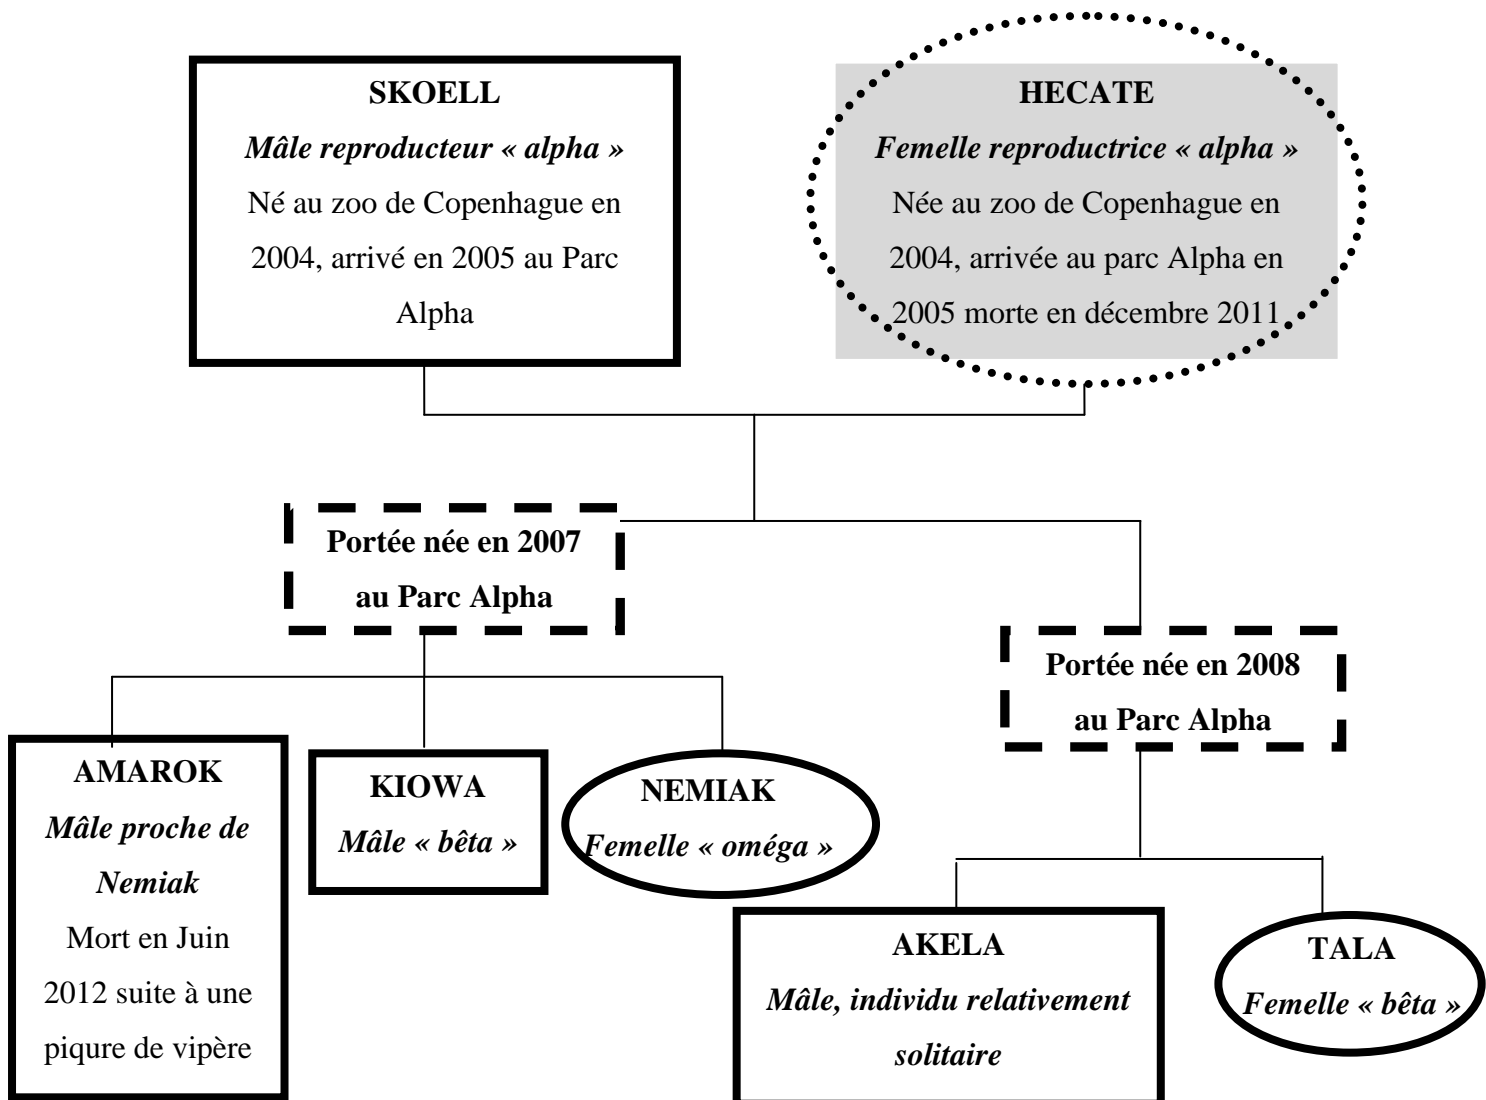 SKOELL
Mâle reproducteur « alpha »
Né au zoo de Copenhague en
2004, arrivé en 2005 au Parc
Alpha
HECATE
Femelle reproductrice « alpha »
Née au zoo de Copenhague en
2004, arrivée au parc Alpha en
2005 morte en décembre 2011
Portée née en 2007
au Parc Alpha
Portée née en 2008
au Parc Alpha
AMAROK
Mâle proche de
Nemiak
Mort en Juin
2012 suite à une
piqure de vipère
KIOWA
Mâle « bêta »
NEMIAK
Femelle « oméga »
AKELA
Mâle, individu relativement
solitaire
TALA
Femelle « bêta »